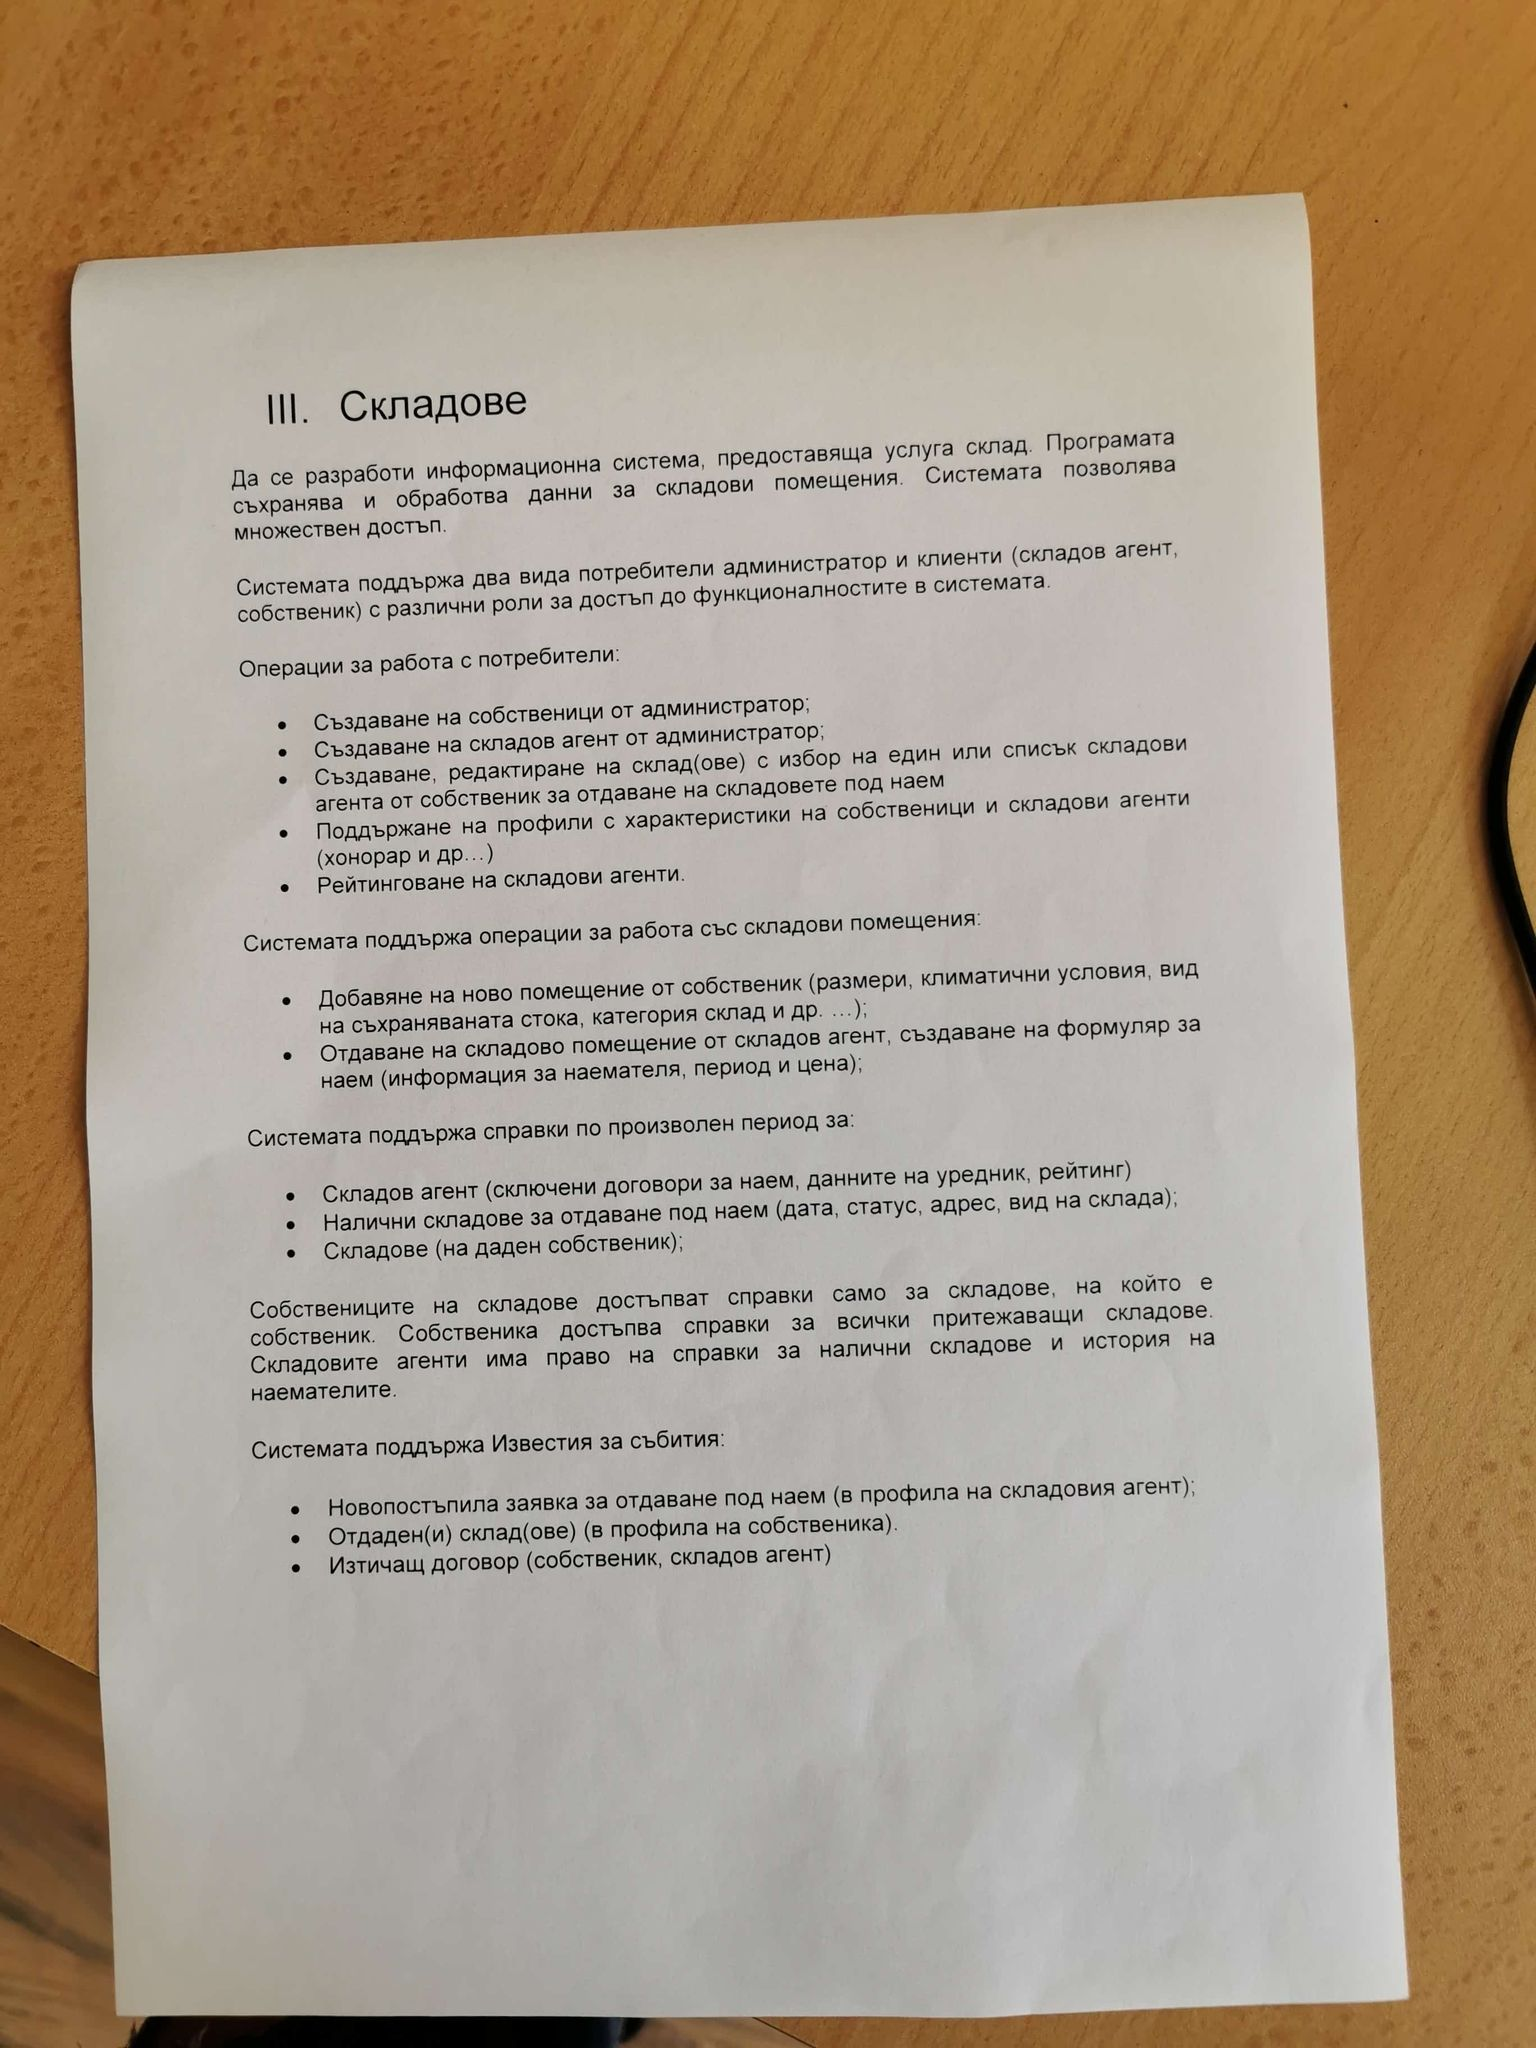 III. Складове
Да се разработи информационна система, предоставяща услуга склад. Програмата
съхранява и обработва данни за складови помещения. Системата позволява
множествен достъп.
Системата поддържа два вида потребители администратор и клиенти (складов агент,
собственик) с различни роли за достъп до функционалностите в системата.
Операции за работа с потребители:
• Създаване на собственици от администратор;
• Създаване на складов агент от администратор;
• Създаване, редактиране на склад(ове) с избор на един или списък складови
агента от собственик за отдаване на складовете под наем
• Поддържане на профили с характеристики на собственици и складови агенти
(хонорар и др...)
• Рейтинговане на складови агенти.
Системата поддържа операции за работа със складови помещения:
• Добавяне на ново помещение от собственик (размери, климатични условия, вид
на съхраняваната стока, категория склад и др. ...);
• Отдаване на складово помещение от складов агент, създаване на формуляр за
наем (информация за наемателя, период и цена);
Системата поддържа справки по произволен период за:
• Складов агент (сключени договори за наем, данните на уредник, рейтинг)
• Налични складове за отдаване под наем (дата, статус, адрес, вид на склада);
• Складове (на даден собственик);
Собствениците на складове достъпват справки само за складове, на който е
собственик. Собственика достъпва справки за всички притежаващи складове.
Складовите агенти има право на справки за налични складове и история на
наемателите.
Системата поддържа Известия за събития:
• Новопостъпила заявка за отдаване под наем (в профила на складовия агент);
• Отдаден(и) склад(ове) (в профила на собственика).
• Изтичащ договор (собственик, складов агент)